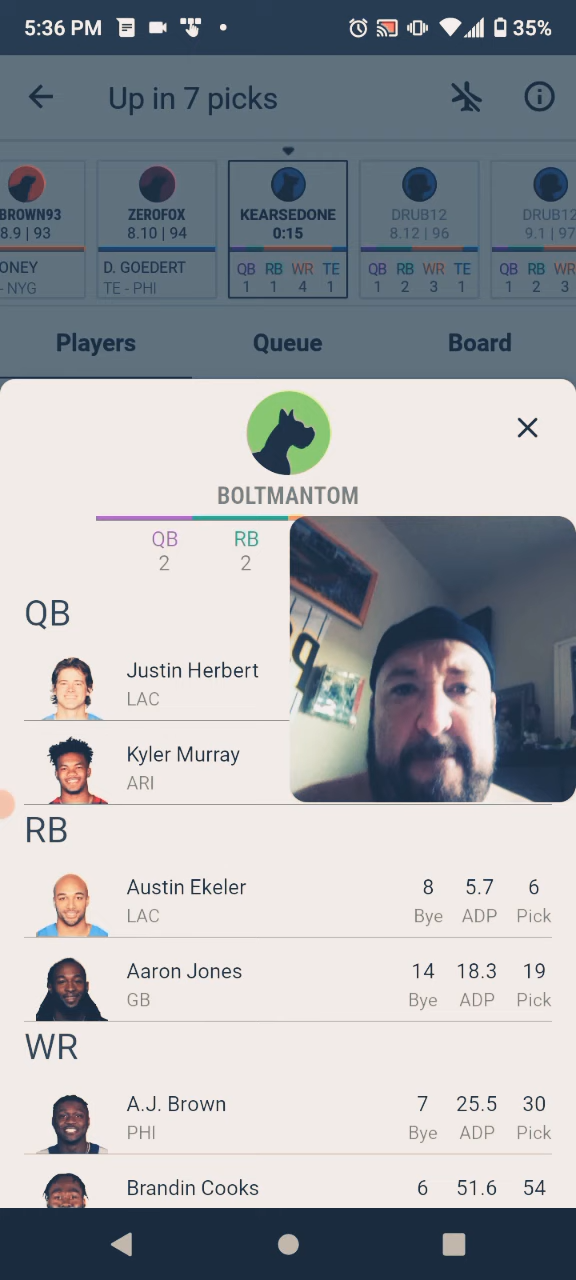 5:36 PM 35%
Up in 7 picks
BROWN93 ZEROFOX KEARSEDONE DRUB12 DRUB12
8.9 | 93 8.10 | 94 0:15 8.12 | 96 9.1 | 97
ONEY D. GOEDERT QB RB WR TE QB RB WR TE QB RB WR
- NYG TE - PHI 1 1 4 1 1 2 3 1 1 2 3
Players Queue Board
BOLTMANTOM
QB RB
2 2
QB
Justin Herbert
LAC
Kyler Murray
ARI
RB
Austin Ekeler 8 5.7 6
LAC Bye ADP Pick
Aaron Jones 14 18.3 19
GB Bye ADP Pick
WR
A.J. Brown 7 25.5 30
PHI Bye ADP Pick
Brandin Cooks 6 51.6 54